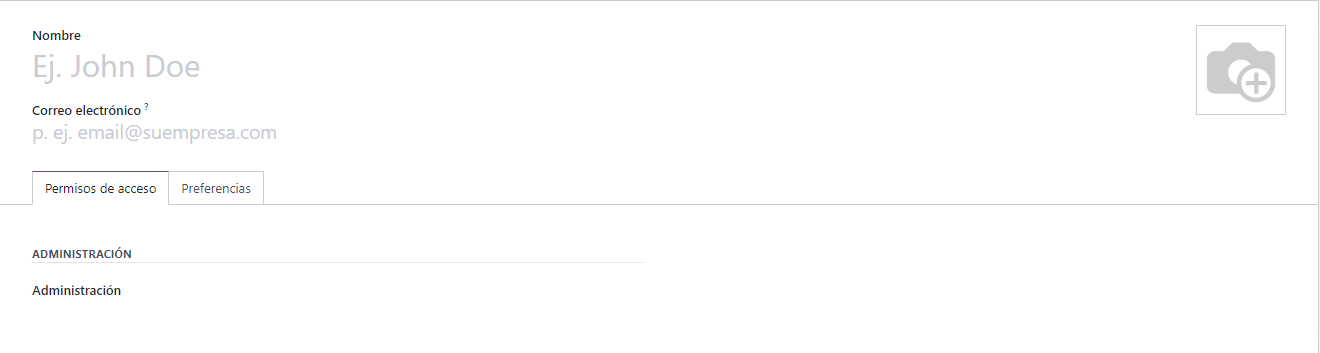 Nombre
Ej. John Doe
Correo electrónico ?
p. ej. email@suempresa.com
Permisos de acceso
Preferencias
ADMINISTRACIÓN
Administración